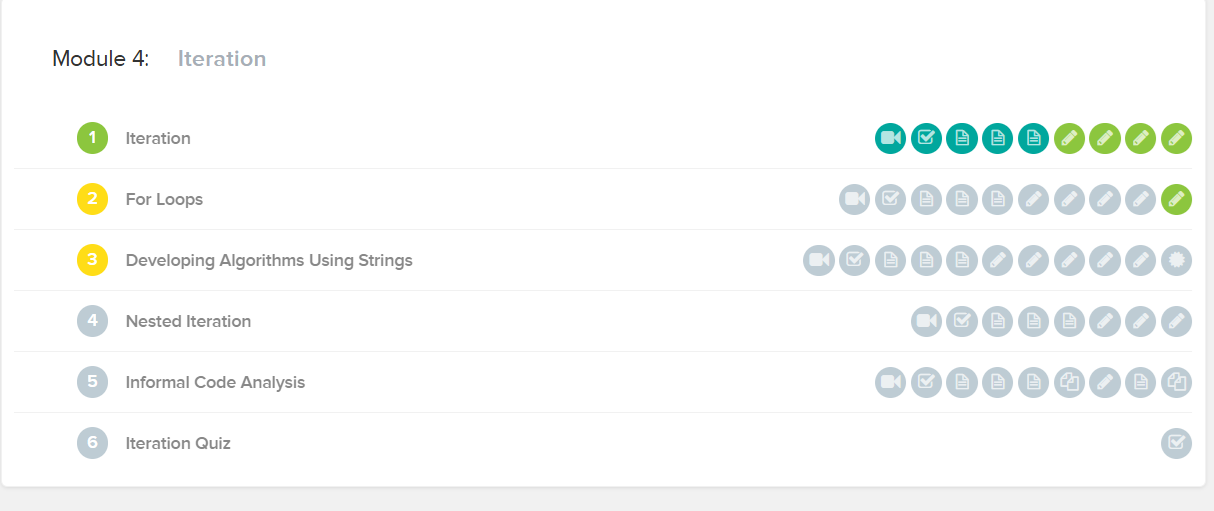 Module 4: Iteration
1 Iteration
2 For Loops
3 Developing Algorithms Using Strings
4 Nested Iteration
5 Informal Code Analysis
6 Iteration Quiz